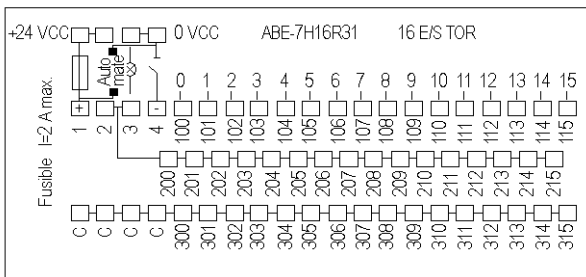 +24 VCC 0 VCC ABE-7H16R31 16 E/S TOR
Fusible I=2 A max.
Auto
mate
0 1 2 3 4 5 6 7 8 9 10 11 12 13 14 15
+ -
1 2 3 4 100 101 102 103 104 105 106 107 108 109 110 111 112 113 114 115
200 201 202 203 204 205 206 207 208 209 210 211 212 213 214 215
C C C C 300 301 302 303 304 305 306 307 308 309 310 311 312 313 314 315